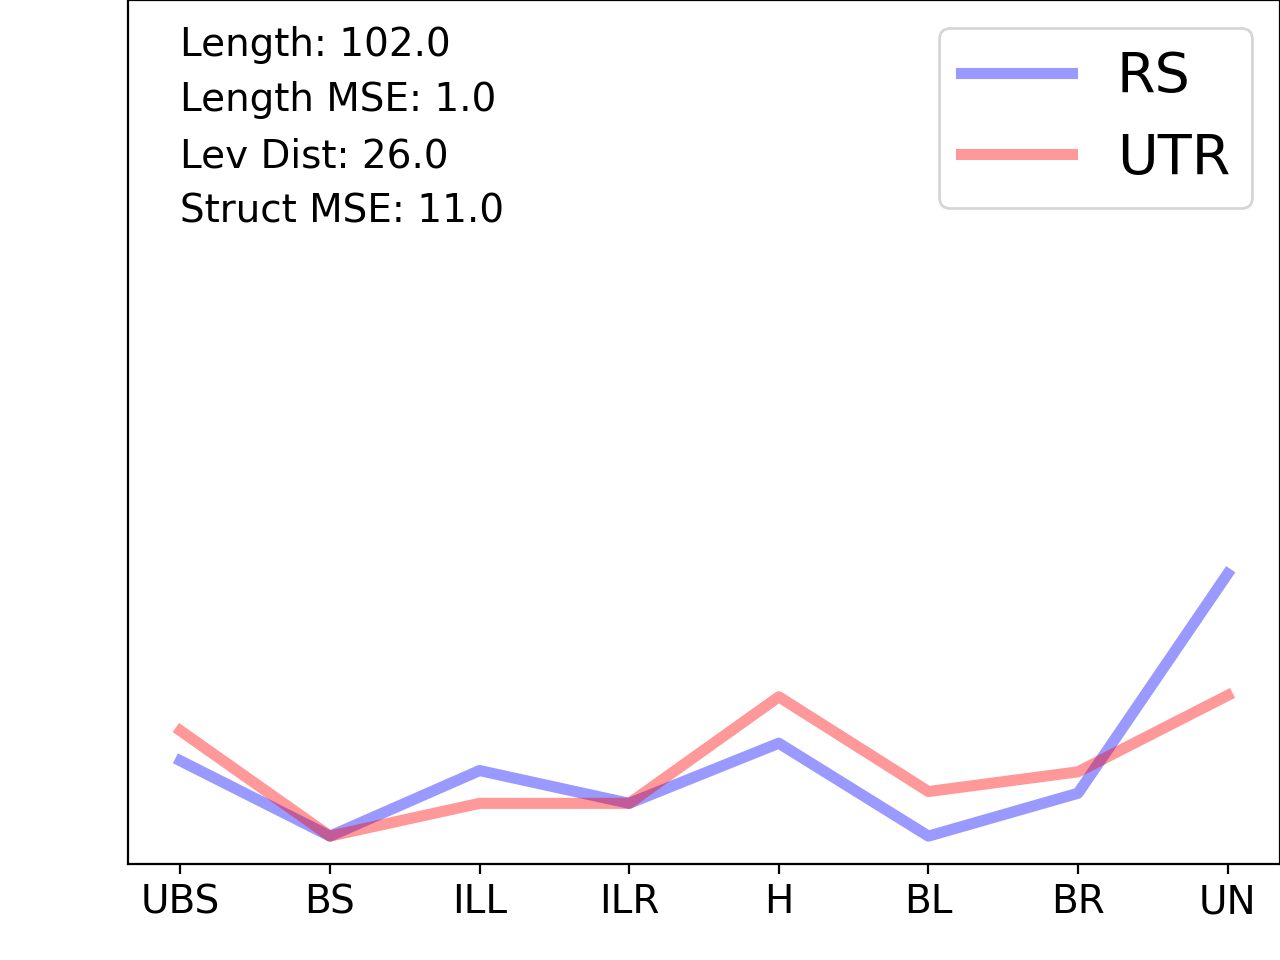 Length: 102.0
Length MSE: 1.0
Lev Dist: 26.0
Struct MSE: 11.0
RS
UTR
UBS BS ILL ILR H BL BR UN